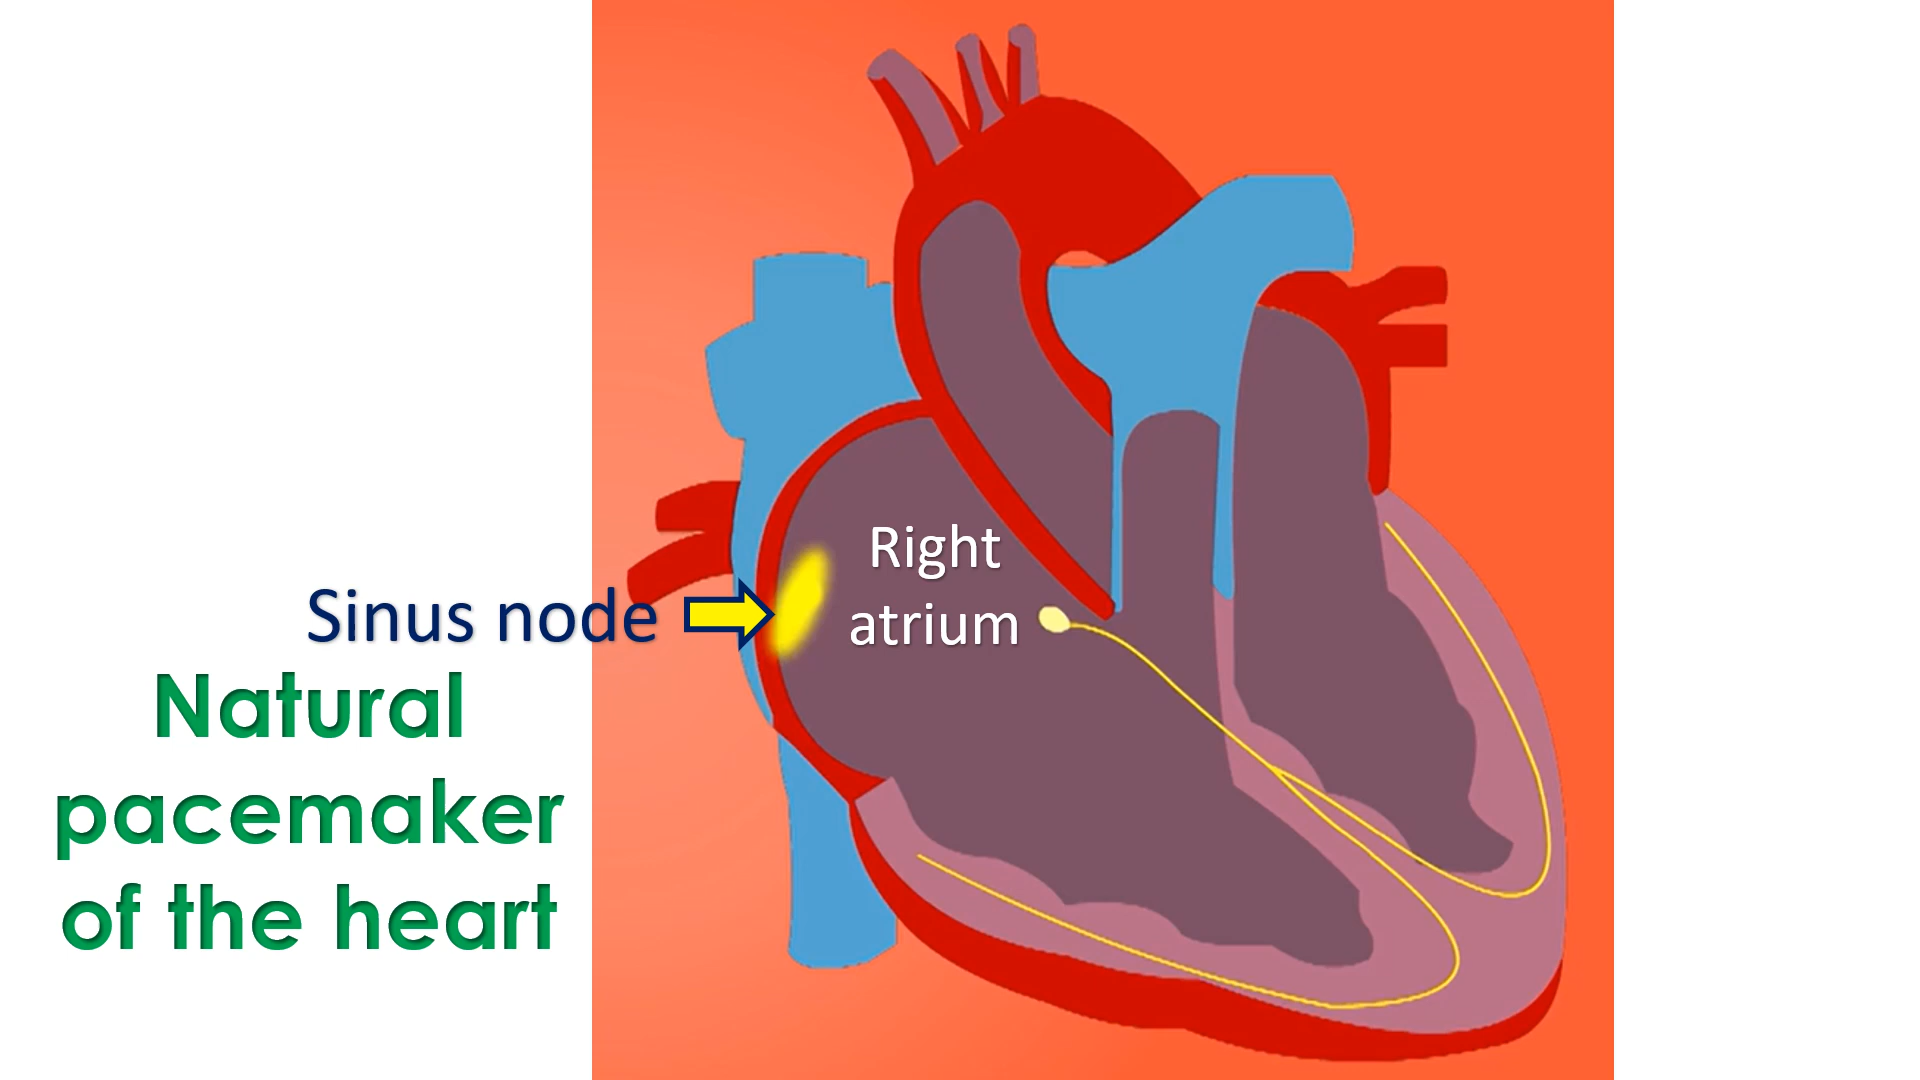 Right
atrium
Sinus node
Natural
pacemaker
of the heart